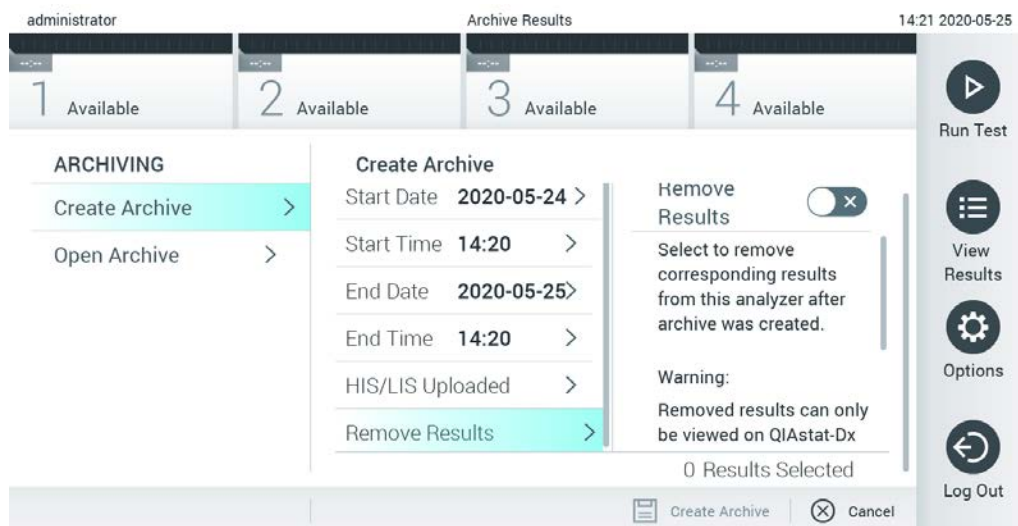 administrator
Archive Results
14:21 2020-05-25
--:--
1 Available
--:--
2 Available
--:--
3 Available
--:--
4 Available
Run Test
View
Results
Options
Log Out
ARCHIVING
Create Archive
Open Archive
Create Archive
Start Date 2020-05-24
Start Time 14:20
End Date 2020-05-25
End Time 14:20
HIS/LIS Uploaded
Remove Results
Remove
Results
Select to remove
corresponding results
from this analyzer after
archive was created.
Warning:
Removed results can only
be viewed on QIAstat-Dx
0 Results Selected
Create Archive
Cancel